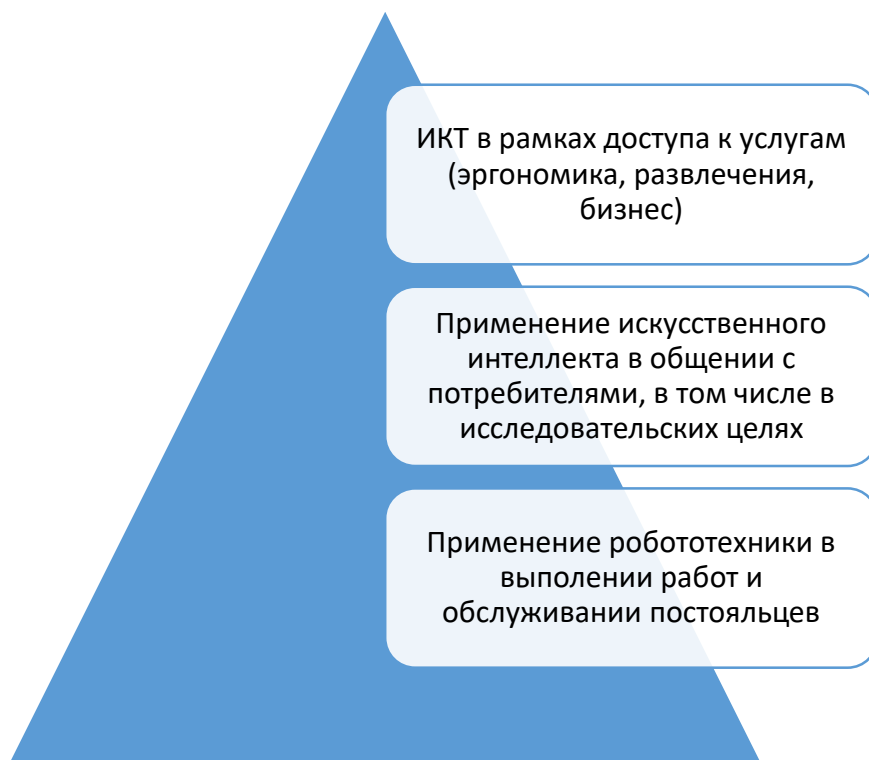 ИКТ в рамках доступа к услугам
(эргономика, развлечения,
бизнес)
Применение искусственного
интеллекта в общении с
потребителями, в том числе в
исследовательских целях
Применение робототехники в
выполении работ и
обслуживании постояльцев